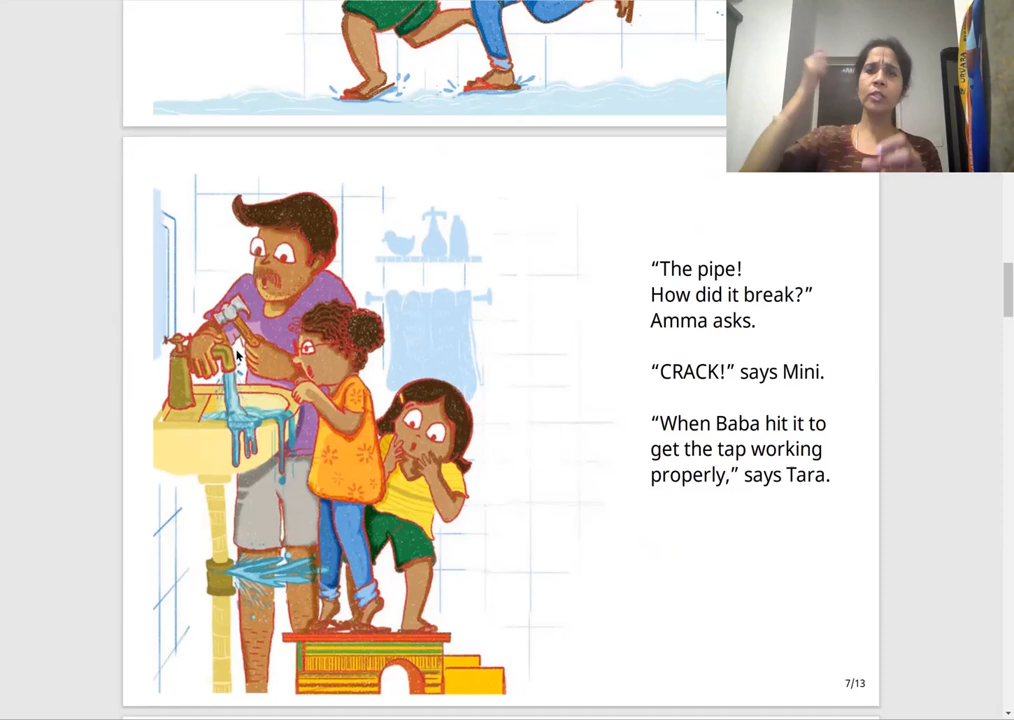 “The pipe!
How did it break?”
Amma asks.
“CRACK!” says Mini.
“When Baba hit it to
get the tap working
properly,” says Tara.
7/13